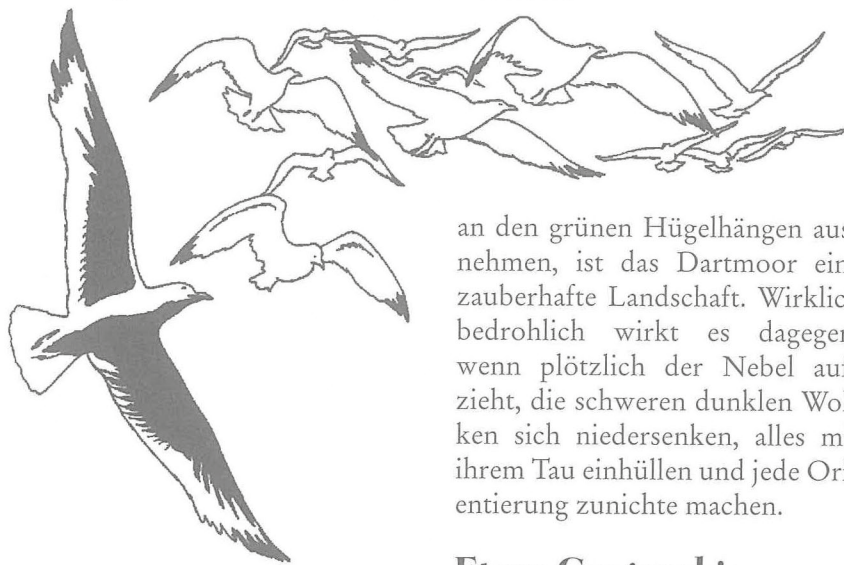 an den grünen Hügelhängen aus
nehmen, ist das Dartmoor ein
zauberhafte Landschaft. Wirklic
bedrohlich wirkt es dagegen
wenn plötzlich der Nebel auf
zieht, die schweren dunklen Wol
ken sich niedersenken, alles m
ihrem Tau einhüllen und jede Ori
entierung zunichte machen.